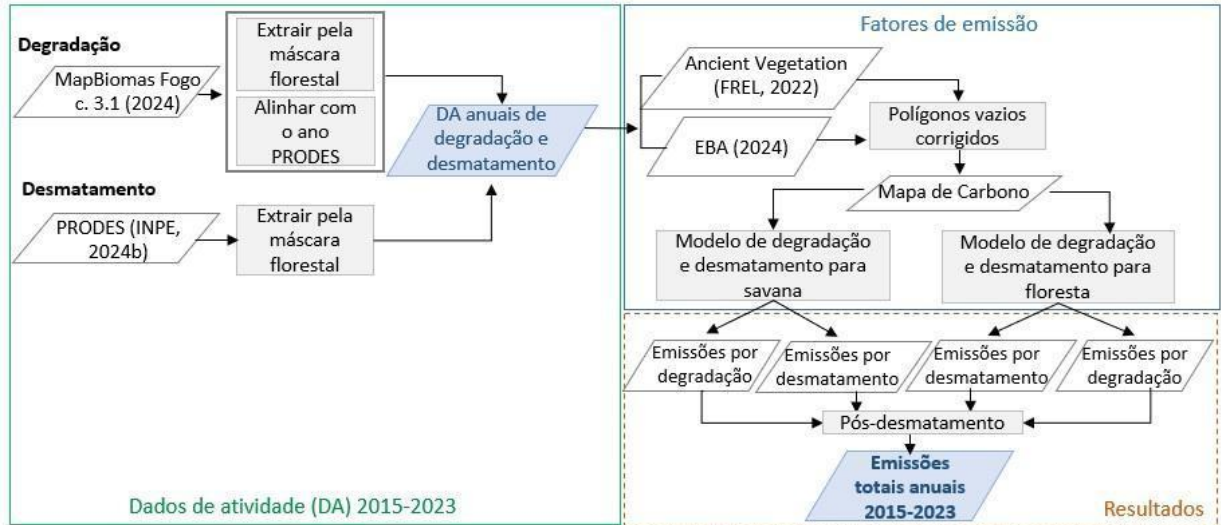 Degradação
MapBiomas Fogo
c. 3.1 (2024)
Extrair pela
máscara
florestal
Alinhar com
o ano
PRODES
DA anuais de
degradação e
desmatamento
Desmatamento
PRODES (INPE,
2024b)
Extrair pela
máscara
florestal
Dados de atividade (DA) 2015-2023
Fatores de emissão
Ancient Vegetation
(FREL, 2022)
EBA (2024)
Polígonos vazios
corrigidos
Mapa de Carbono
Modelo de degradação
e desmatamento para
savana
Modelo de degradação
e desmatamento para
floresta
Emissões por
degradação
Emissões por
desmatamento
Emissões por
desmatamento
Emissões por
degradação
Pós-desmatamento
Emissões
totais anuais
2015-2023
Resultados